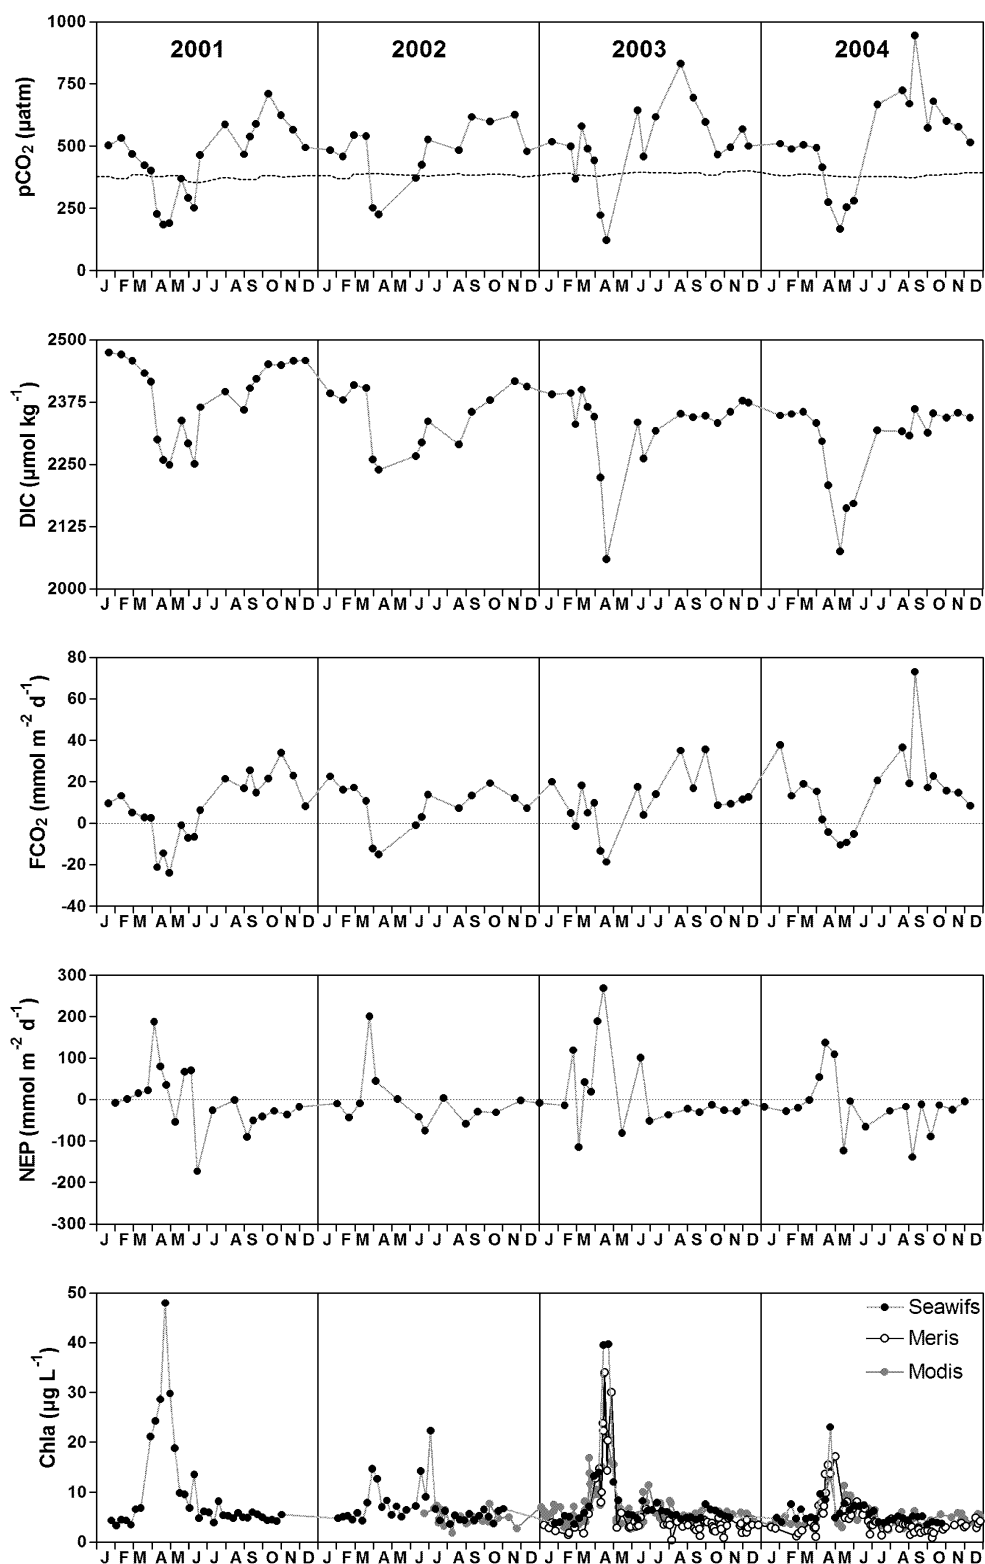 2001 2002 2003 2004
pCO2 (µatm)
1000
750
500
250
0
J F M A M J J A S O N D J F M A M J J A S O N D J F M A M J J A S O N D J F M A M J J A S O N D
DIC (µmol kg-1)
2500
2375
2250
2125
2000
J F M A M J J A S O N D J F M A M J J A S O N D J F M A M J J A S O N D J F M A M J J A S O N D
FCO2 (mmol m-2 d-1)
80
60
40
20
0
-20
-40
J F M A M J J A S O N D J F M A M J J A S O N D J F M A M J J A S O N D J F M A M J J A S O N D
NEP (mmol m-2 d-1)
300
200
100
0
-100
-200
-300
J F M A M J J A S O N D J F M A M J J A S O N D J F M A M J J A S O N D J F M A M J J A S O N D
Chla (µg L-1)
50
40
30
20
10
0
Seawifs
Meris
Modis
J F M A M J J A S O N D J F M A M J J A S O N D J F M A M J J A S O N D J F M A M J J A S O N D